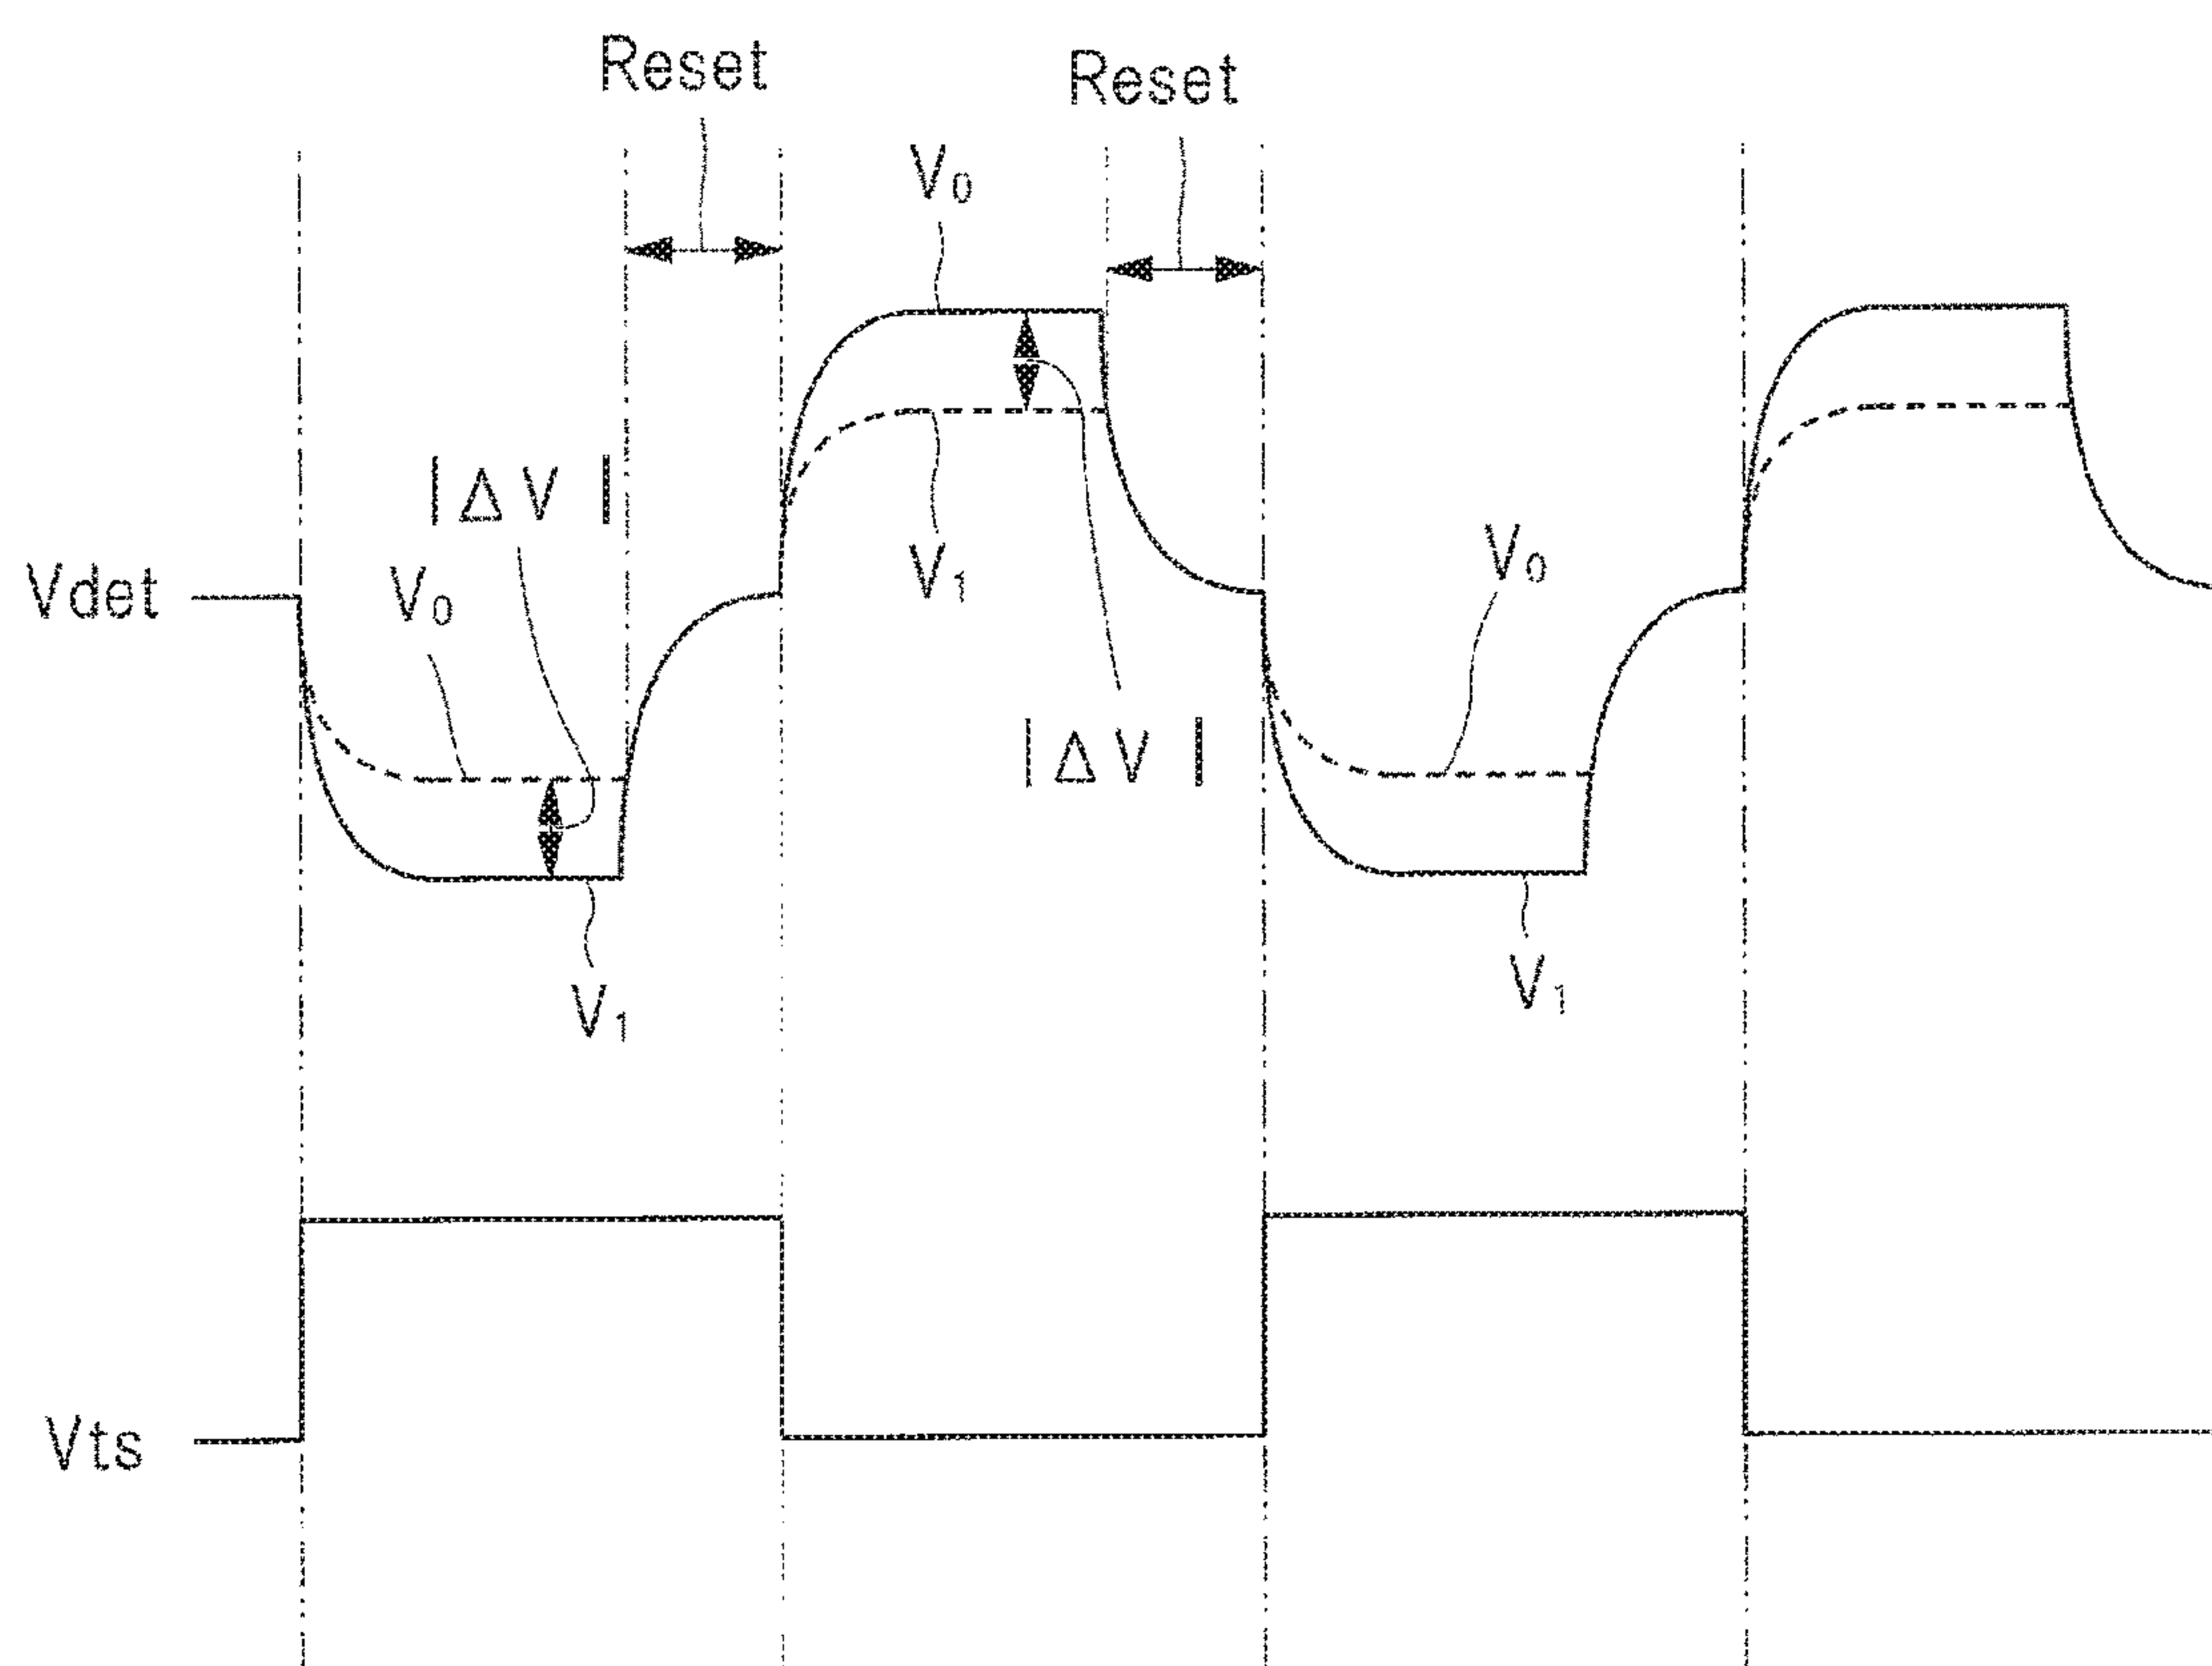 Reset
Reset
V₀
|ΔV|
V₀
V₁
V₀
Vdet
|ΔV|
V₁
V₁
Vts